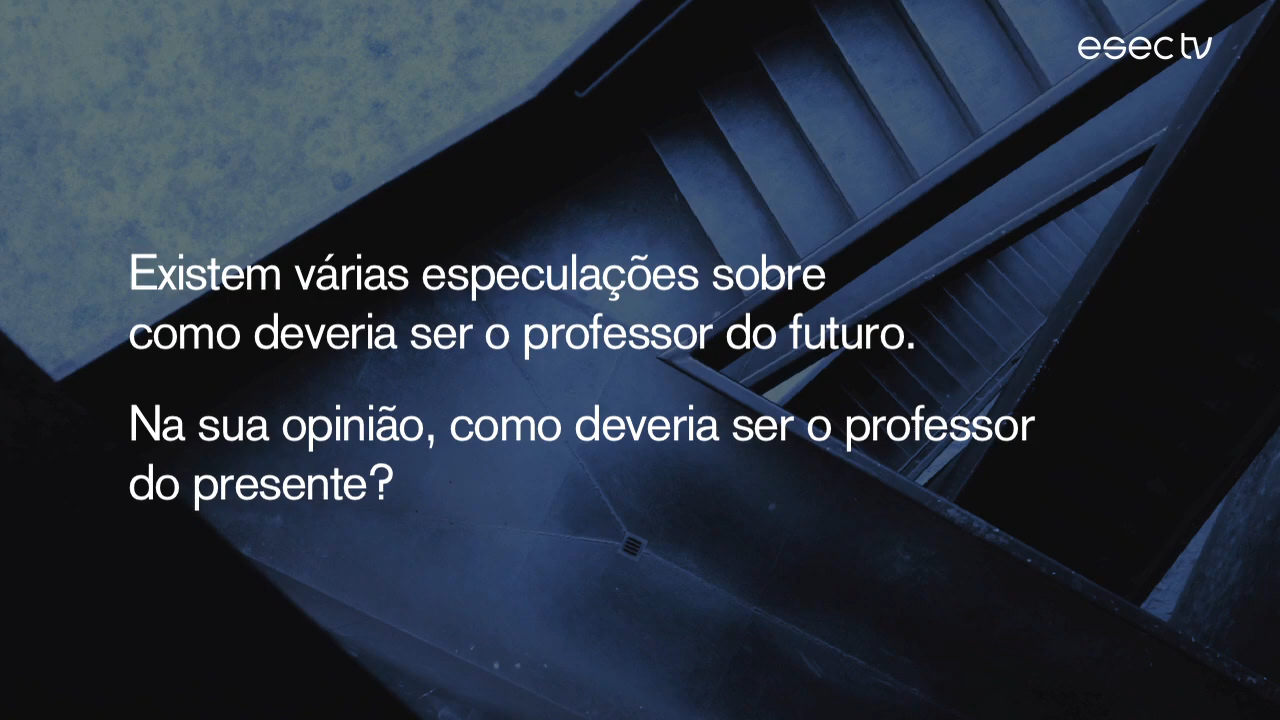 esec tv
Existem várias especulações sobre
como deveria ser o professor do futuro.
Na sua opinião, como deveria ser o professor
do presente?